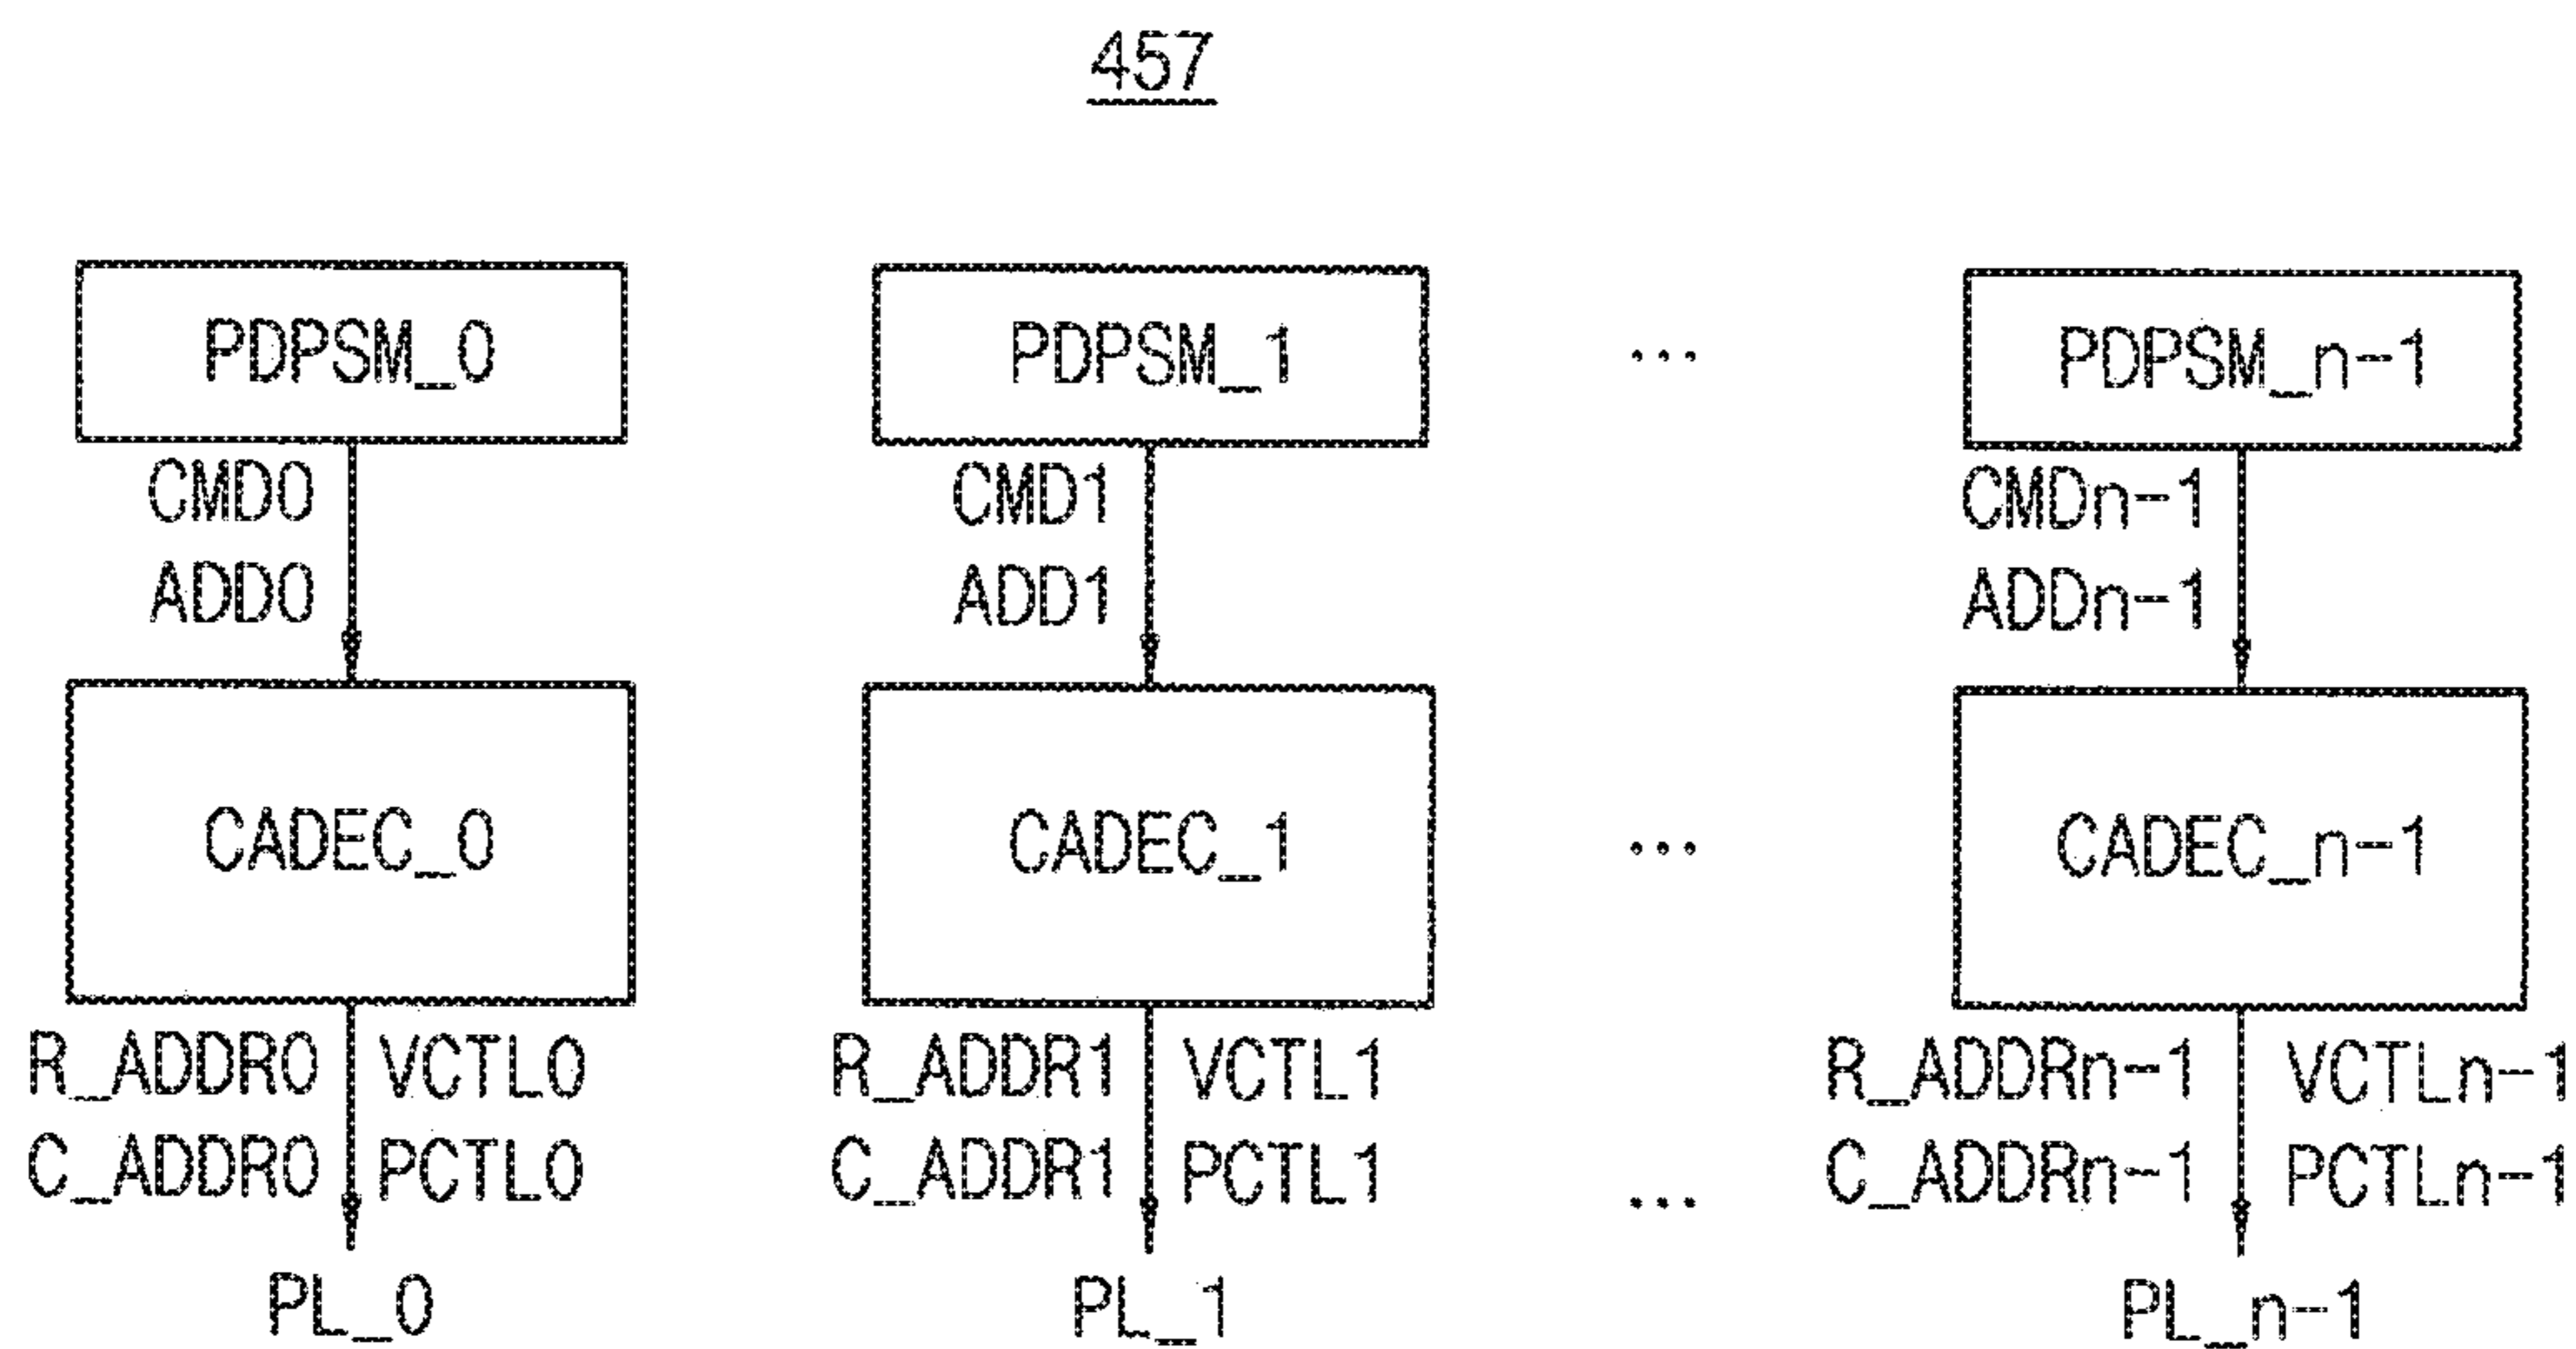 457
PDPSM_0 PDPSM_1 ... PDPSM_n-1
CMD0 CMD1 CMDn-1
ADD0 ADD1 ADDn-1
CADEC_0 CADEC_1 ... CADEC_n-1
R_ADDR0 VCTL0 R_ADDR1 VCTL1 R_ADDRn-1 VCTLn-1
C_ADDR0 PCTL0 C_ADDR1 PCTL1 ... C_ADDRn-1 PCTLn-1
PL_0 PL_1 PL_n-1